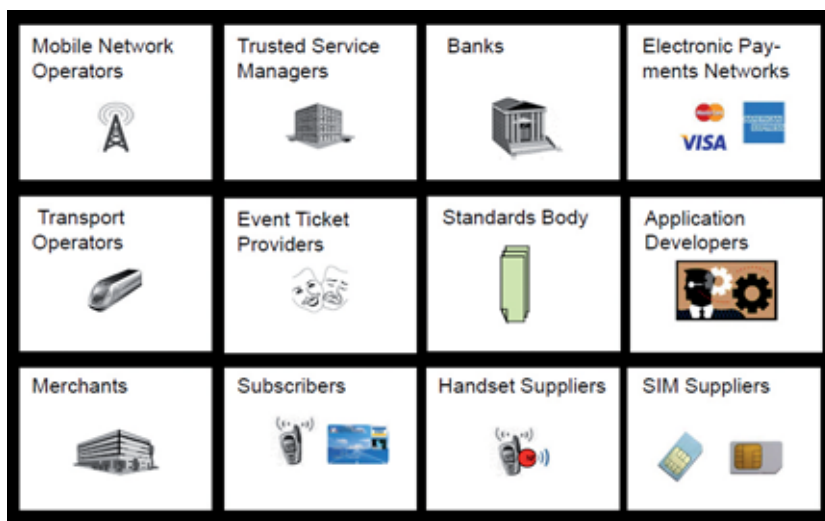 Mobile Network
Operators
Trusted Service
Managers
Banks
Electronic Pay-
ments Networks
VISA
Transport
Operators
Event Ticket
Providers
Standards Body
Application
Developers
Merchants
Subscribers
Handset Suppliers
SIM Suppliers